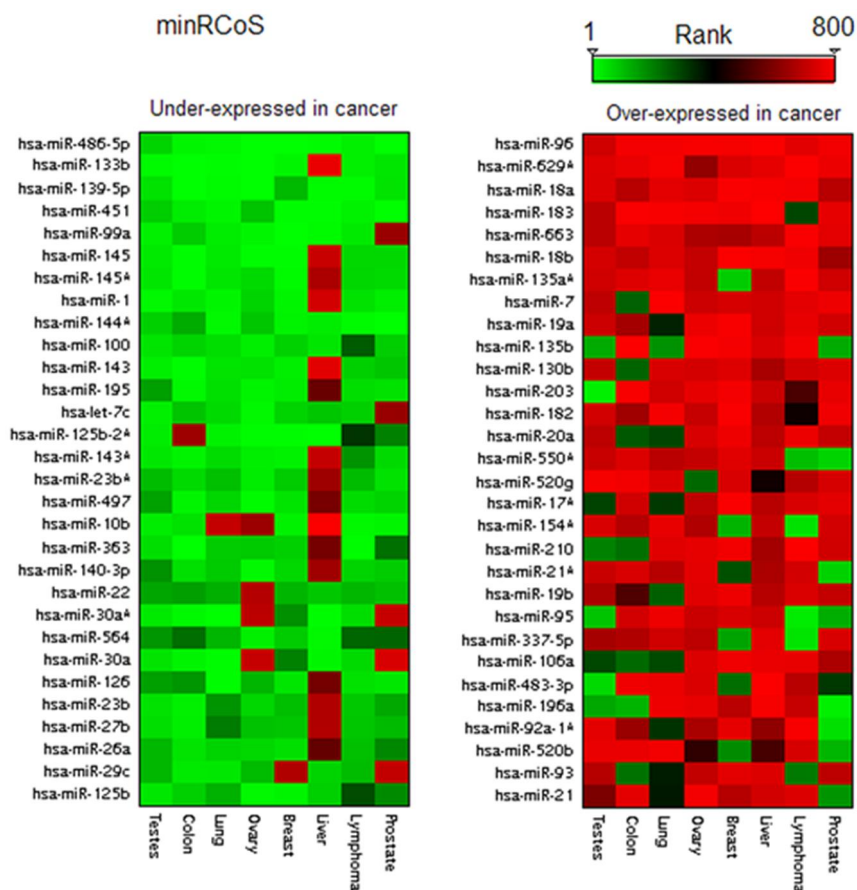 minRCoS
1 Rank 800
Under-expressed in cancer
hsa-miR-486-5p
hsa-miR-133b
hsa-miR-139-5p
hsa-miR-451
hsa-miR-99a
hsa-miR-145
hsa-miR-145*
hsa-miR-1
hsa-miR-144*
hsa-miR-100
hsa-miR-143
hsa-miR-195
hsa-let-7c
hsa-miR-125b-2*
hsa-miR-143*
hsa-miR-23b*
hsa-miR-497
hsa-miR-10b
hsa-miR-363
hsa-miR-140-3p
hsa-miR-22
hsa-miR-30a*
hsa-miR-564
hsa-miR-30a
hsa-miR-126
hsa-miR-23b
hsa-miR-27b
hsa-miR-26a
hsa-miR-29c
hsa-miR-125b
Testes
Colon
Lung
Ovary
Breast
Liver
Lymphoma
Prostate
Over-expressed in cancer
hsa-miR-96
hsa-miR-629*
hsa-miR-18a
hsa-miR-183
hsa-miR-663
hsa-miR-18b
hsa-miR-135a*
hsa-miR-7
hsa-miR-19a
hsa-miR-135b
hsa-miR-130b
hsa-miR-203
hsa-miR-182
hsa-miR-20a
hsa-miR-550*
hsa-miR-520g
hsa-miR-17*
hsa-miR-154*
hsa-miR-210
hsa-miR-21*
hsa-miR-19b
hsa-miR-95
hsa-miR-337-5p
hsa-miR-106a
hsa-miR-483-3p
hsa-miR-196a
hsa-miR-92a-1*
hsa-miR-520b
hsa-miR-93
hsa-miR-21
Testes
Colon
Lung
Ovary
Breast
Liver
Lymphoma
Prostate